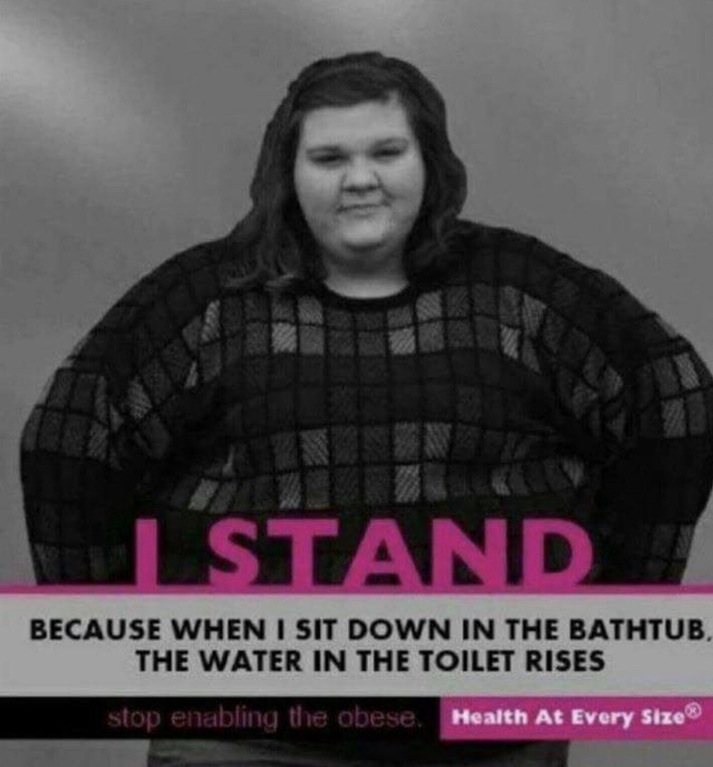 I STAND
BECAUSE WHEN I SIT DOWN IN THE BATHTUB,
THE WATER IN THE TOILET RISES
stop enabling the obese.
Health At Every Size®